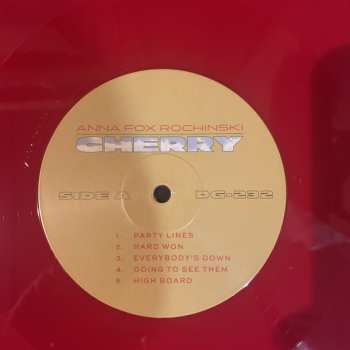 ANNA FOX ROCHINSKI
CHERRY
SIDE A DG-232
1. PARTY LINES
2. HARD WON
3. EVERYBODY'S DOWN
4. GOING TO SEE THEM
5. HIGH BOARD